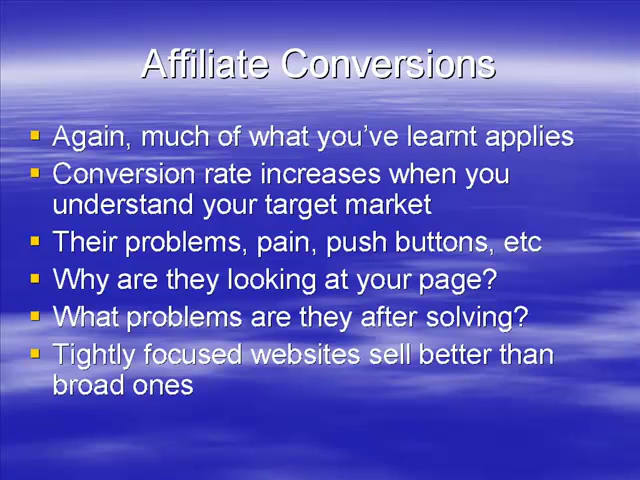 Affiliate Conversions
Again, much of what you've learnt applies
Conversion rate increases when you
understand your target market
Their problems, pain, push buttons, etc
Why are they looking at your page?
What problems are they after solving?
Tightly focused websites sell better than
broad ones